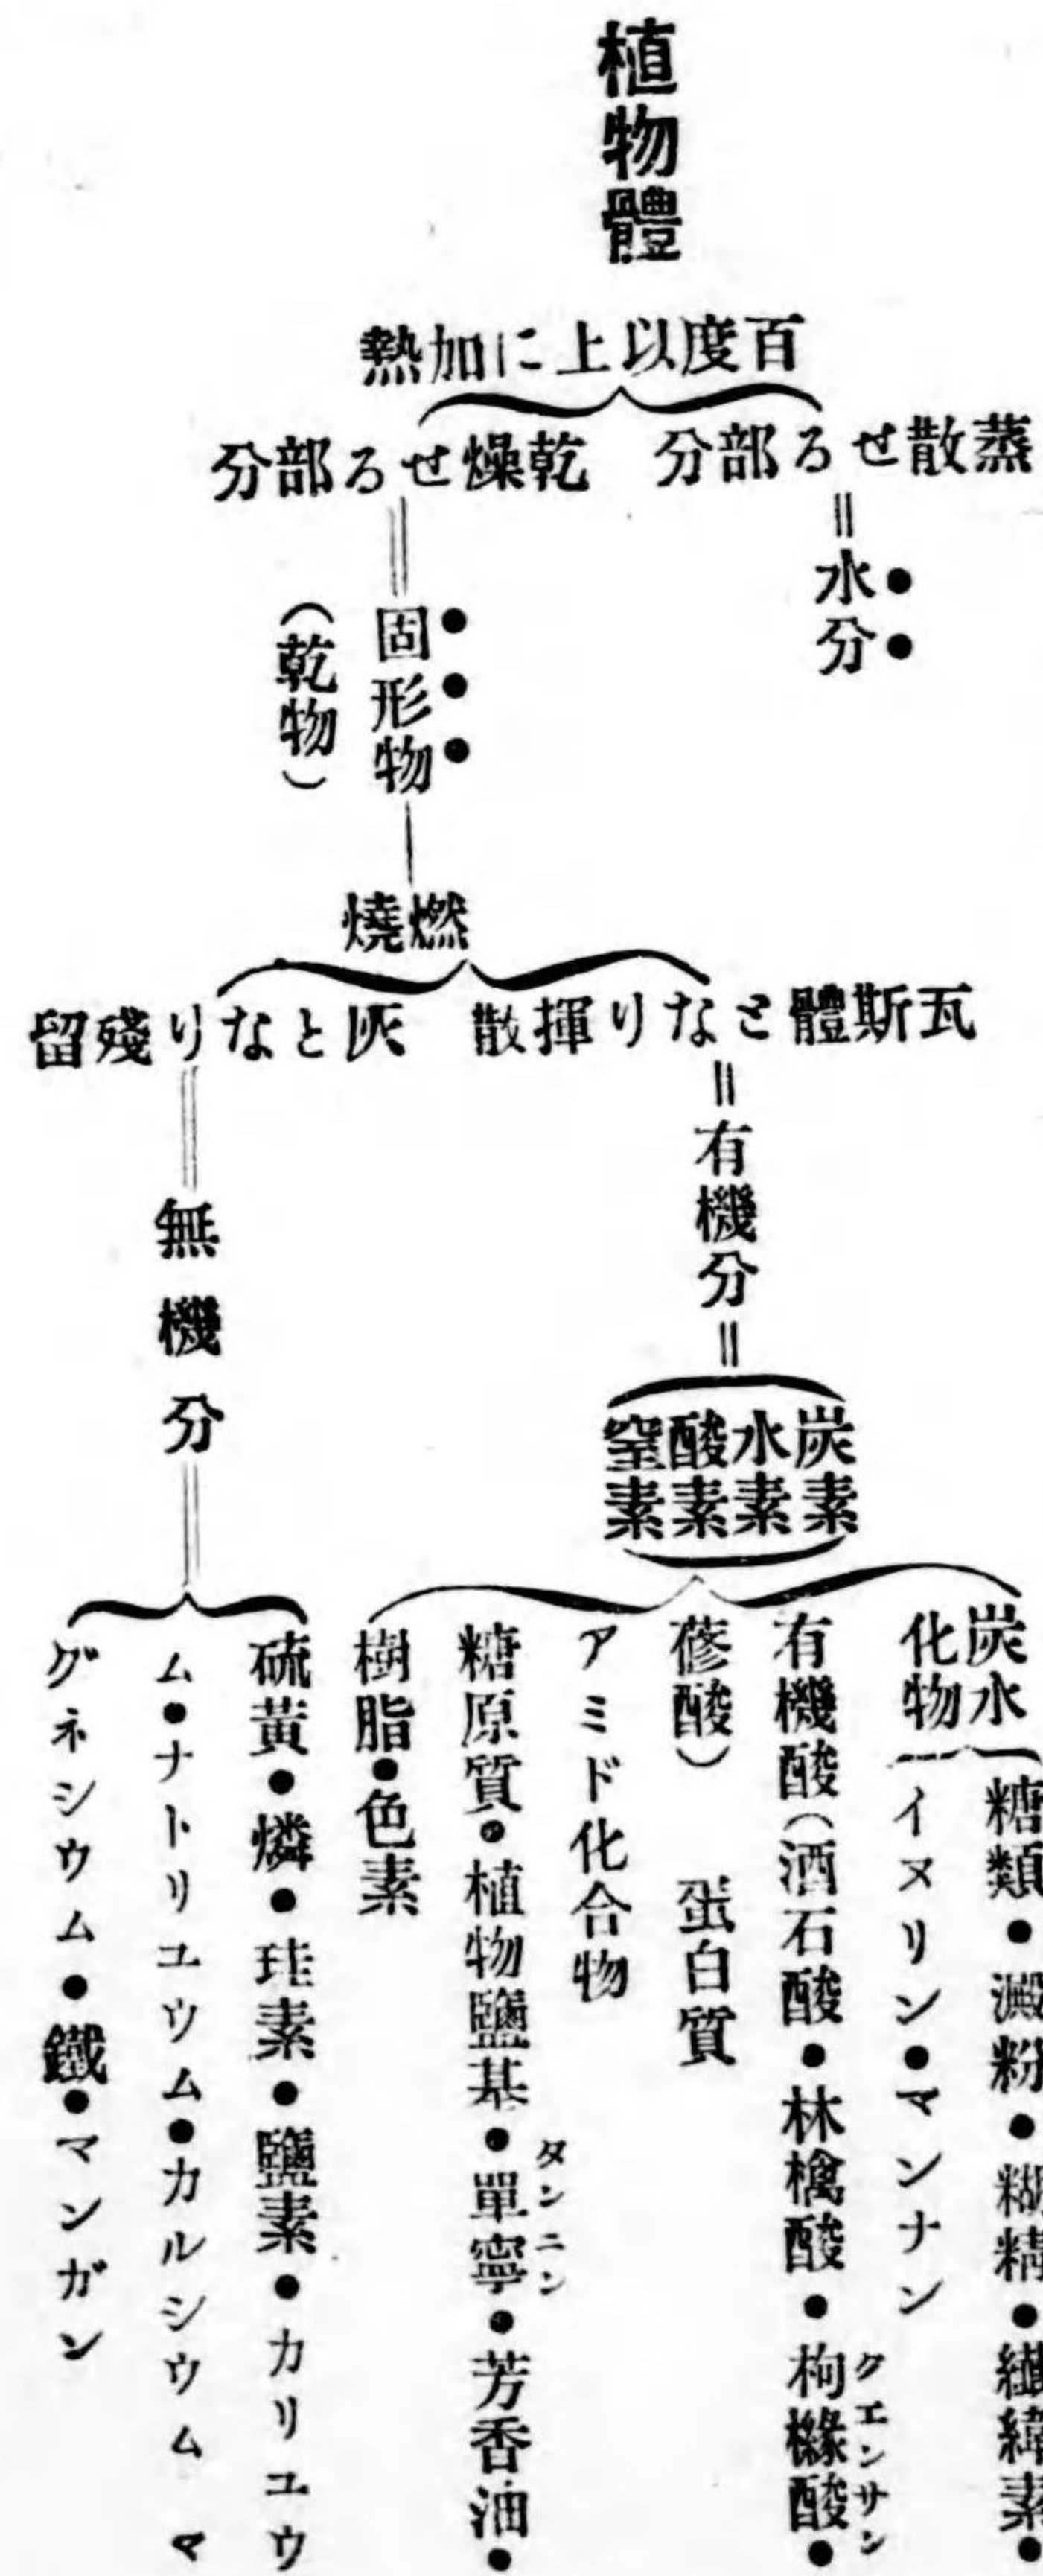 植物體
百度以上に加熱
蒸散せる部分
乾燥せる部分
水分
固形物
(乾物)
燃燒
瓦斯體となり揮散
灰となり殘留
有機分
無機分
炭素
水素
酸素
窒素
炭水
化物
糖類●澱粉●糊精●纎緯素●
イヌリン●マンナン
有機酸(酒石酸●林檎酸●枸櫞酸●
クエンサン
蓚酸) 蛋白質
アミド化合物
糖原質●植物鹽基●單寧●芳香油●
タンニン
樹脂●色素
硫黃●燐●珪素●鹽素●カリユウ
ム●ナトリユウム●カルシウム マ
グネシウム●鐵●マンガン